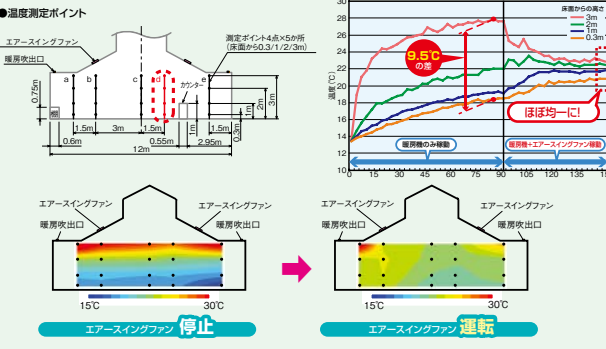 ●温度測定ポイント
エアースイングファン
暖房吹出口
測定ポイント4点×5か所
(床面から0.3/1/2/3m)
a
b
c
d
e
カウンター
0.75m
機
1.5m
3m
1.5m
1m
1.5m
0.3m
1m
2m
3m
0.6m
0.55m
2.95m
12m
床面からの高さ
3m
2m
1m
0.3m
温度(℃)
30
28
26
24
22
20
18
16
14
12
10
9.5℃
の差
ほぼ均一に!
暖房機のみ稼動
暖房機+エアースイングファン稼動
0
15
30
45
60
75
90
105
120
135
エアースイングファン
エアースイングファン
暖房吹出口
暖房吹出口
15℃
30℃
エアースイングファン 停止
エアースイングファン
エアースイングファン
暖房吹出口
暖房吹出口
15℃
30℃
エアースイングファン 運転